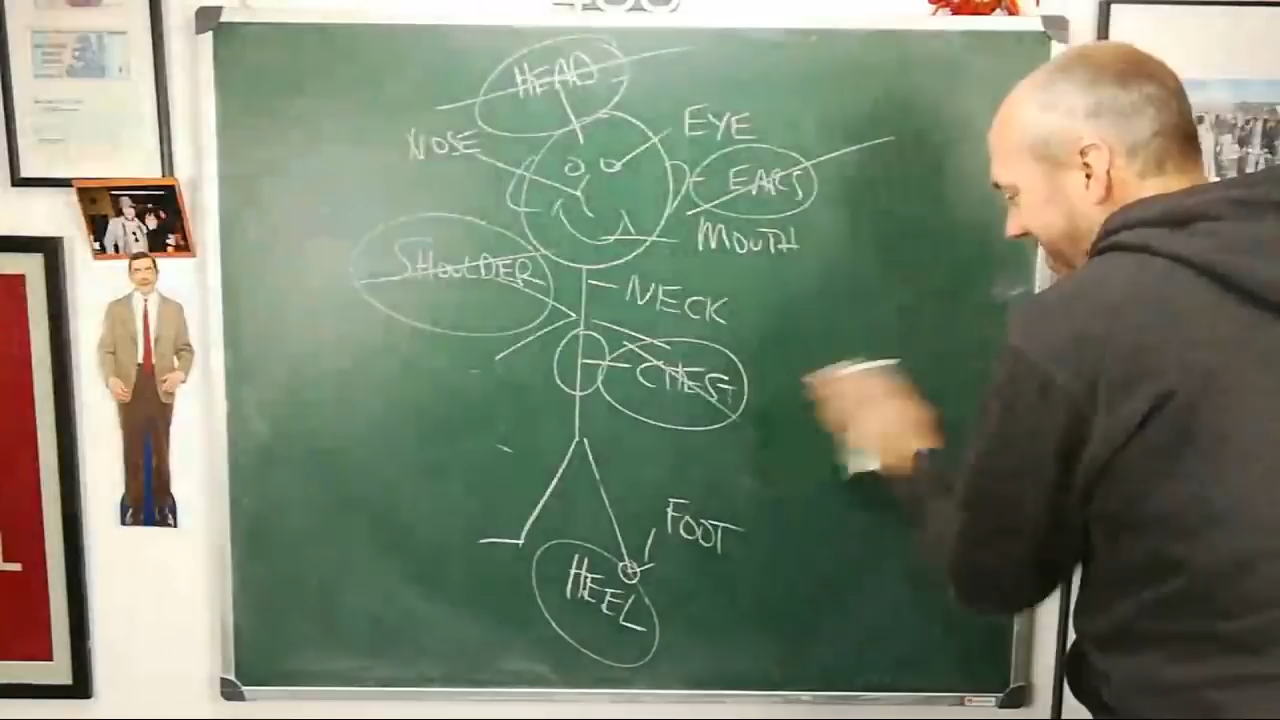 HEAD
NOSE
EYE
EARS
MOUTH
SHOULDER
NECK
CHEST
FOOT
HEEL